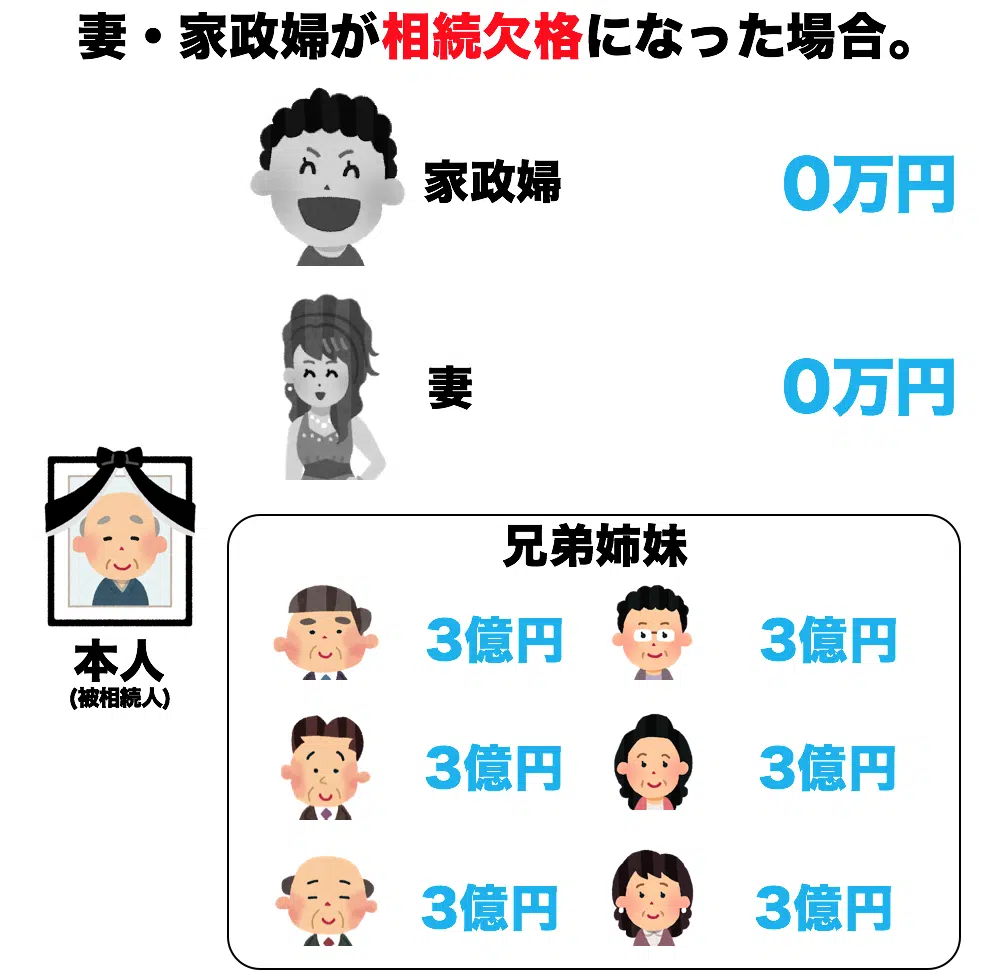 妻・家政婦が相続欠格になった場合。
家政婦 0万円
妻 0万円
本人
(被相続人)
兄弟姉妹
3億円 3億円
3億円 3億円
3億円 3億円